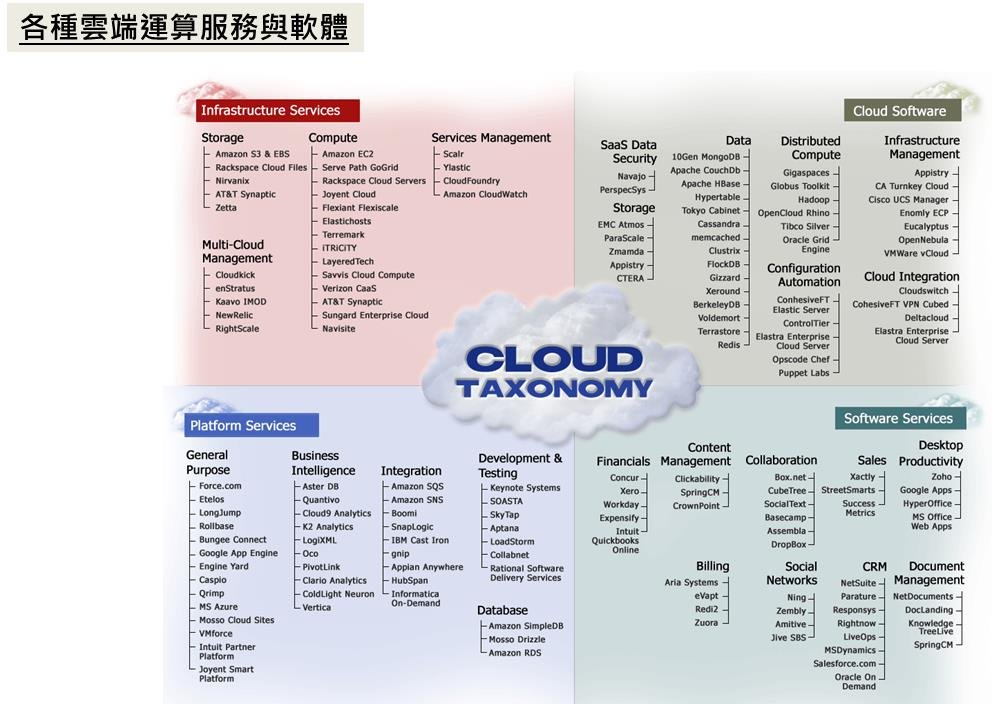 各種雲端運算服務與軟體
Infrastructure Services
Storage
Amazon S3 & EBS
Rackspace Cloud Files
Nirvanix
AT&T Synaptic
Zetta
Multi-Cloud
Management
Cloudkick
enStratus
Kaavo IMOD
NewRelic
RightScale
Compute
Amazon EC2
Serve Path GoGrid
Rackspace Cloud Servers
Joyent Cloud
Flexiant Flexiscale
Elastichosts
Terremark
iTRiCiTY
LayeredTech
Savvis Cloud Compute
Verizon CaaS
AT&T Synaptic
Sungard Enterprise Cloud
Navisite
Services Management
Scalr
Ylastic
CloudFoundry
Amazon CloudWatch
Cloud Software
SaaS Data
Security
Navajo
PerspecSys
Storage
EMC Atmos
ParaScale
Zmamda
Appistry
CTERA
Data
10Gen MongoDB
Apache CouchDb
Apache HBase
Hypertable
Tokyo Cabinet
Cassandra
memcached
Clustrix
FlockDB
Gizzard
Xeround
BerkeleyDB
Voldemort
Terrastore
Redis
Distributed
Compute
Gigaspaces
Globus Toolkit
Hadoop
OpenCloud Rhino
Tibco Silver
Oracle Grid
Engine
Configuration
Automation
ConhesiveFT
Elastic Server
ControlTier
Elastra Enterprise
Cloud Server
Opscode Chef
Puppet Labs
Infrastructure
Management
Appistry
CA Turnkey Cloud
Cisco UCS Manager
Enomly ECP
Eucalyptus
OpenNebula
VMWare vCloud
Cloud Integration
Cloudswitch
CohesiveFT VPN Cubed
Deltacloud
Elastra Enterprise
Cloud Server
CLOUD
TAXONOMY
Platform Services
General
Purpose
Force.com
Etelos
LongJump
Rollbase
Bungee Connect
Google App Engine
Engine Yard
Caspio
Qrimp
MS Azure
Mosso Cloud Sites
VMforce
Intuit Partner
Platform
Joyent Smart
Platform
Business
Intelligence
Aster DB
Quantivo
Cloud9 Analytics
K2 Analytics
LogiXML
Oco
PivotLink
Clario Analytics
ColdLight Neuron
Vertica
Integration
Amazon SQS
Amazon SNS
Boomi
SnapLogic
IBM Cast Iron
gnip
Appian Anywhere
HubSpan
Informatica
On-Demand
Development &
Testing
Keynote Systems
SOASTA
SkyTap
Aptana
LoadStorm
Collabnet
Rational Software
Delivery Services
Database
Amazon SimpleDB
Mosso Drizzle
Amazon RDS
Software Services
Financials
Concur
Xero
Workday
Expensify
Intuit
Quickbooks
Online
Content
Management
Clickability
SpringCM
CrownPoint
Billing
Aria Systems
eVapt
Redi2
Zuora
Collaboration
Box.net
CubeTree
SocialText
Basecamp
Assembla
DropBox
Social
Networks
Ning
Zembly
Amitive
Jive SBS
Sales
Xactly
StreetSmarts
Success
Metrics
CRM
NetSuite
Parature
Responsys
Rightnow
LiveOps
MSDynamics
Salesforce.com
Oracle On
Demand
Desktop
Productivity
Zoho
Google Apps
HyperOffice
MS Office
Web Apps
Document
Management
NetDocuments
DocLanding
Knowledge
TreeLive
SpringCM